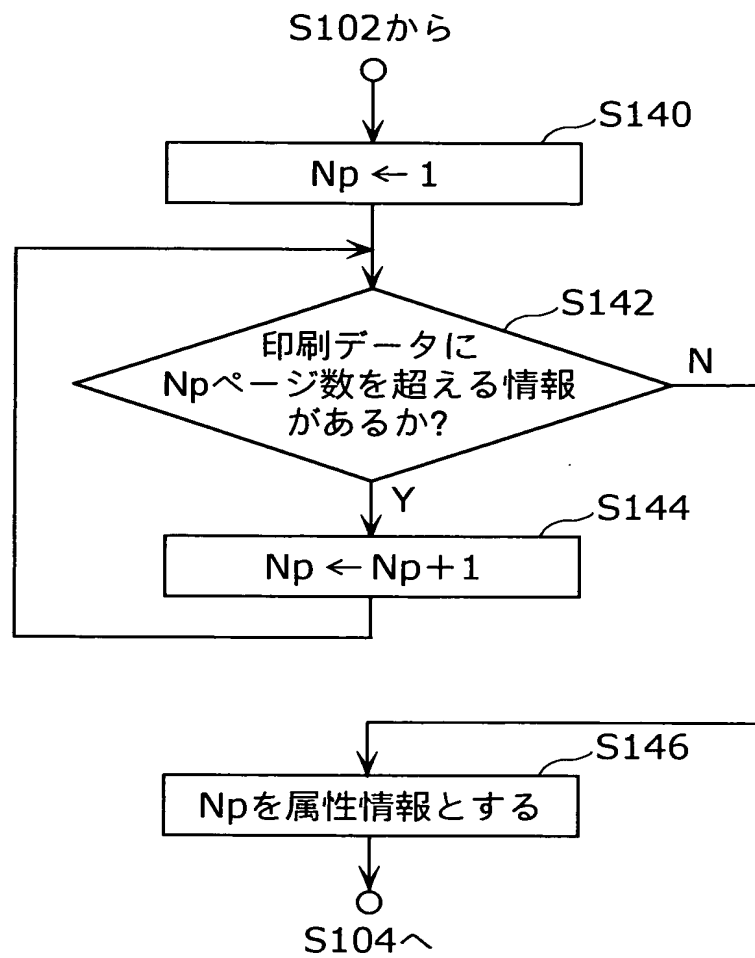 S102から
S140
Np ← 1
S142
印刷データに
Npページ数を超える情報
があるか?
N
Y
S144
Np ← Np+1
S146
Npを属性情報とする
S104へ